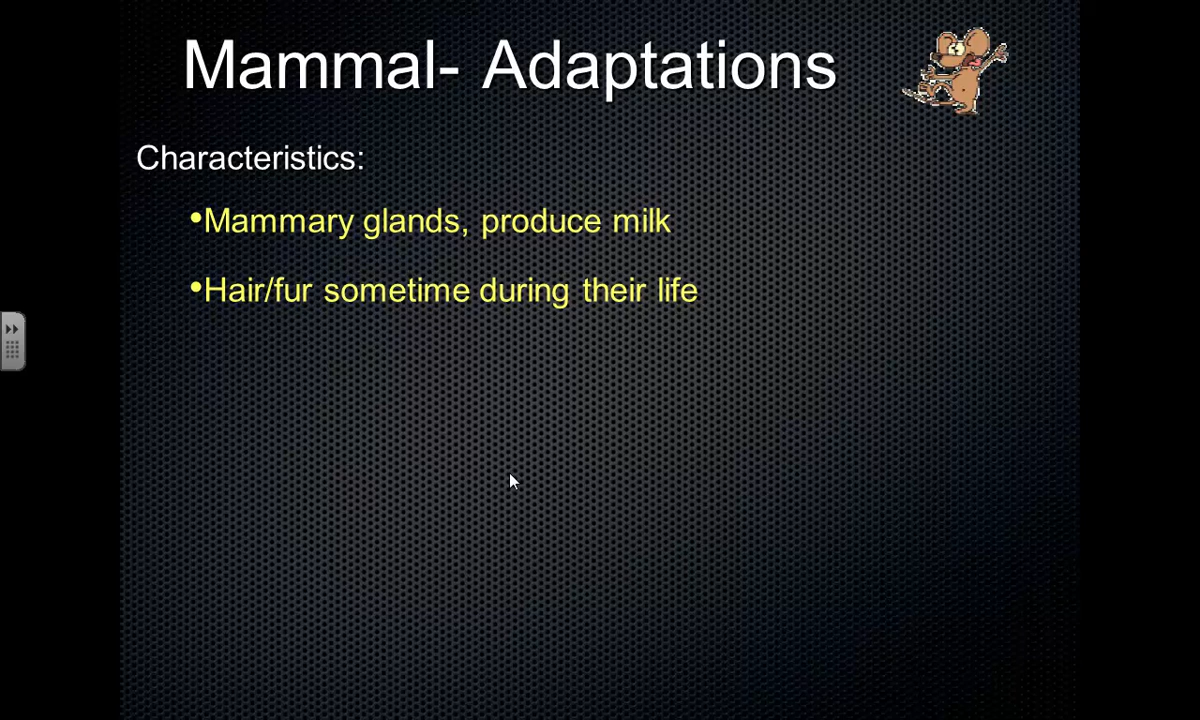 Mammal- Adaptations
Characteristics:
•Mammary glands, produce milk
•Hair/fur sometime during their life